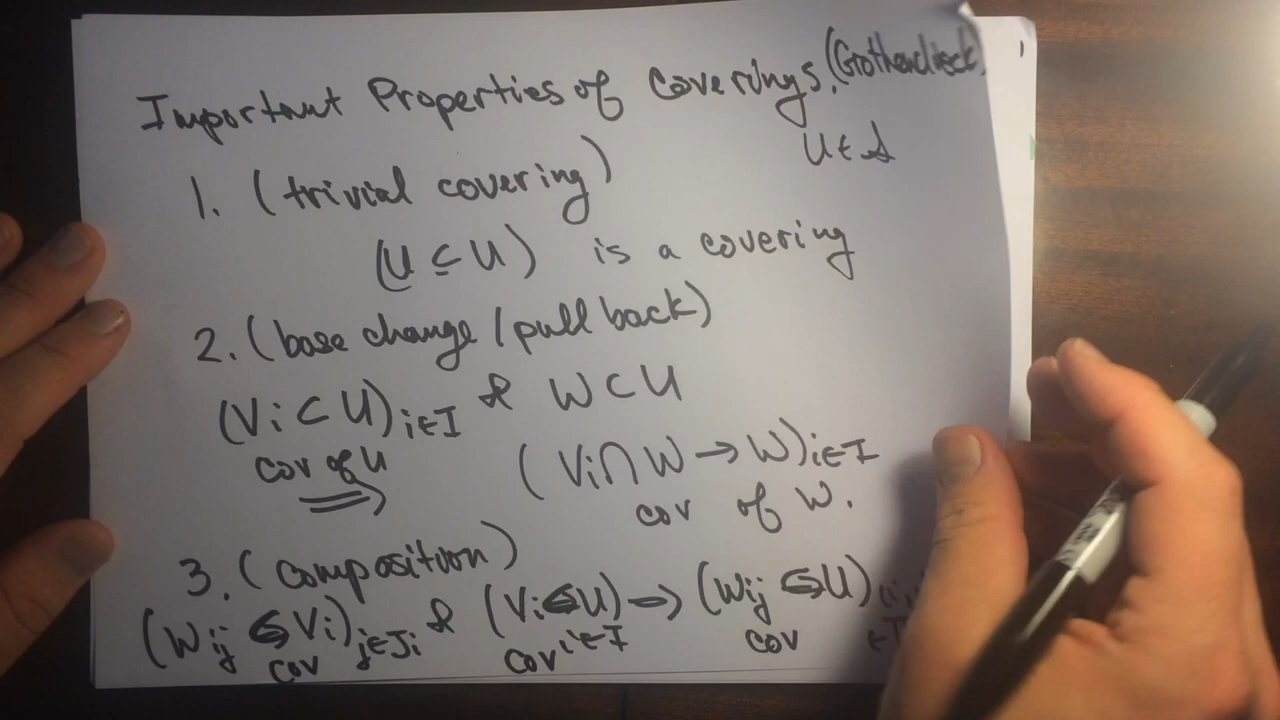 Important Properties of Coverings. (Grothendieck)
1
U ∈ 𝒮
1. (trivial covering)
(U ⊆ U) is a covering
2. (base change / pull back)
(Vi ⊂ U)i∈I & W ⊂ U
cov of U
⟹
(Vi ∩ W → W)i∈I
cov of W.
3. (composition)
(Wij ⊆ Vi)j∈Ji & (Vi ⊆ U)i∈I → (Wij ⊆ U)
cov cov cov